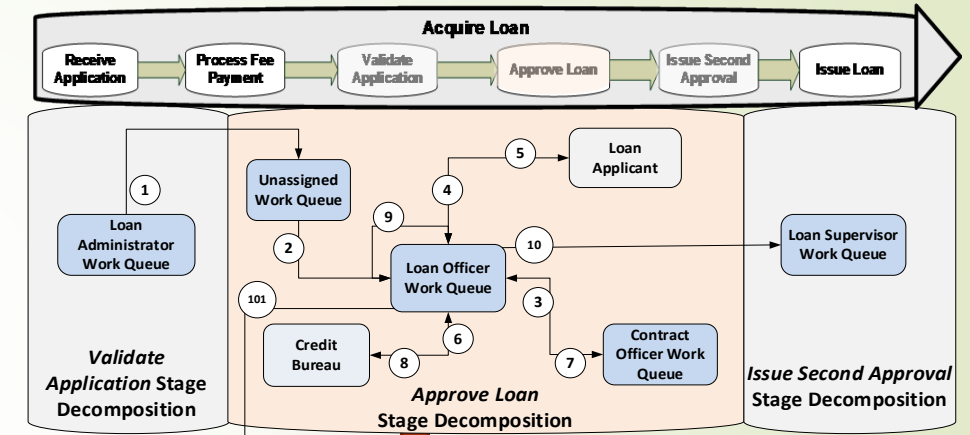 Acquire Loan
Receive
Application
Process Fee
Payment
Validate
Application
Approve Loan
Issue Second
Approval
Issue Loan
1
Loan
Administrator
Work Queue
Unassigned
Work Queue
2
9
4
5
Loan
Applicant
Loan Officer
Work Queue
10
Loan Supervisor
Work Queue
101
3
6
Credit
Bureau
8
7
Contract
Officer Work
Queue
Validate
Application Stage
Decomposition
Approve Loan
Stage Decomposition
Issue Second Approval
Stage Decomposition